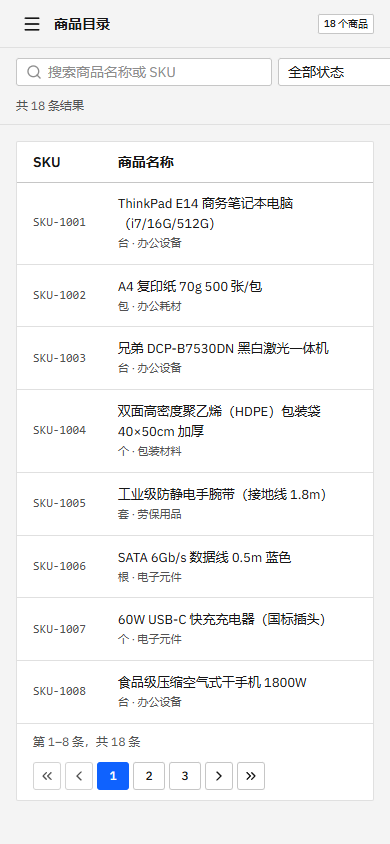 商品目录
18 个商品
搜索商品名称或 SKU
全部状态
共 18 条结果
SKU
商品名称
SKU-1001
ThinkPad E14 商务笔记本电脑
（i7/16G/512G）
台 · 办公设备
SKU-1002
A4 复印纸 70g 500 张/包
包 · 办公耗材
SKU-1003
兄弟 DCP-B7530DN 黑白激光一体机
台 · 办公设备
SKU-1004
双面高密度聚乙烯（HDPE）包装袋
40×50cm 加厚
个 · 包装材料
SKU-1005
工业级防静电手腕带（接地线 1.8m）
套 · 劳保用品
SKU-1006
SATA 6Gb/s 数据线 0.5m 蓝色
根 · 电子元件
SKU-1007
60W USB-C 快充充电器（国标插头）
个 · 电子元件
SKU-1008
食品级压缩空气式干手机 1800W
台 · 办公设备
第 1–8 条，共 18 条
1
2
3